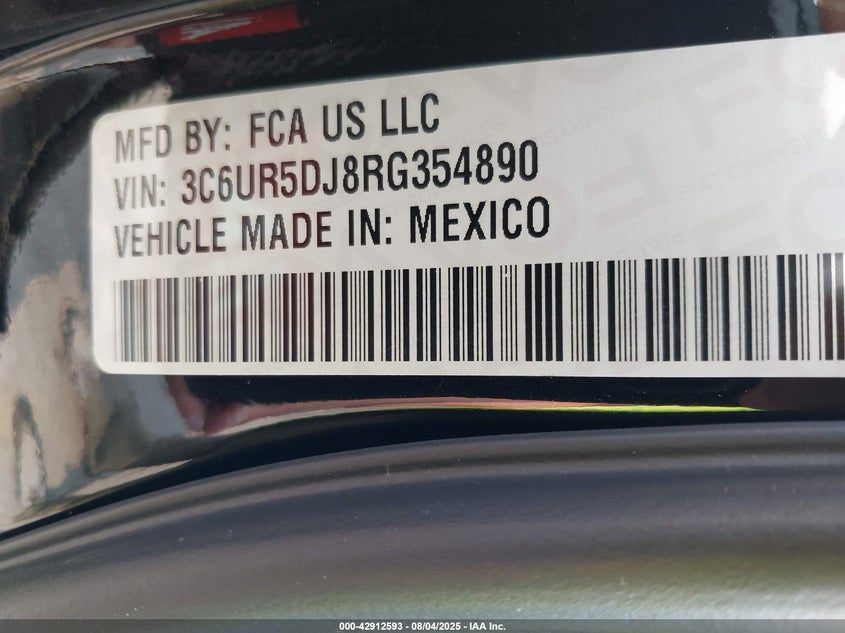 MFD BY: FCA US LLC
VIN: 3C6UR5DJ8RG354890
VEHICLE MADE IN: MEXICO
000-42912593 - 08/04/2025 - IAA Inc.